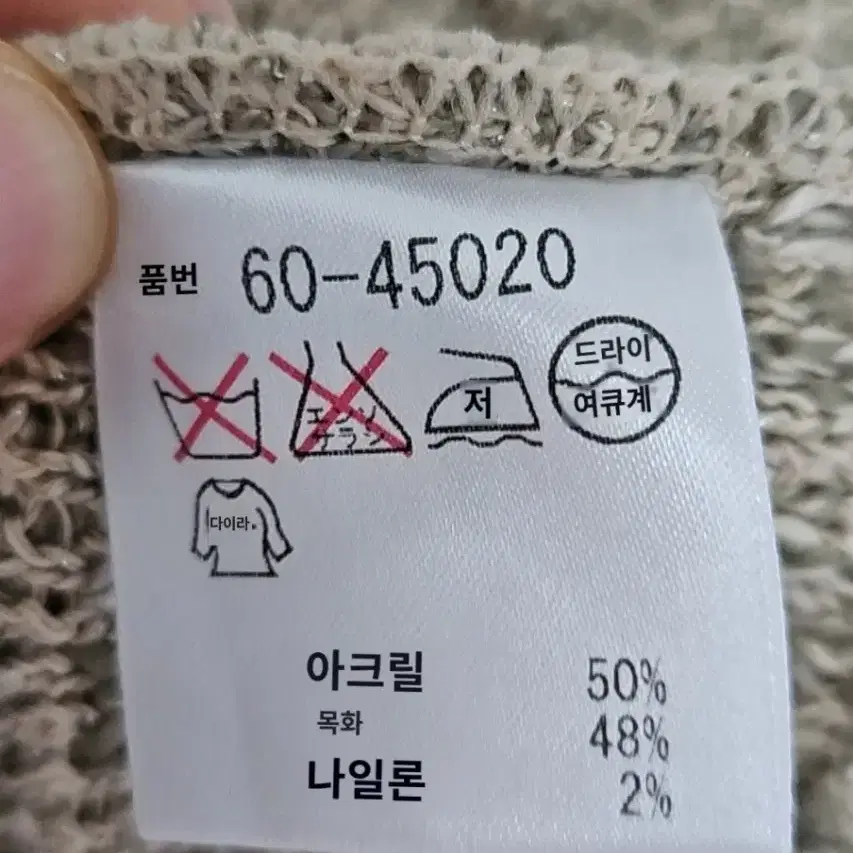 품번 60-45020
エンソ
サラシ
저
드라이
여큐계
다이라.
아크릴 50%
목화 48%
나일론 2%